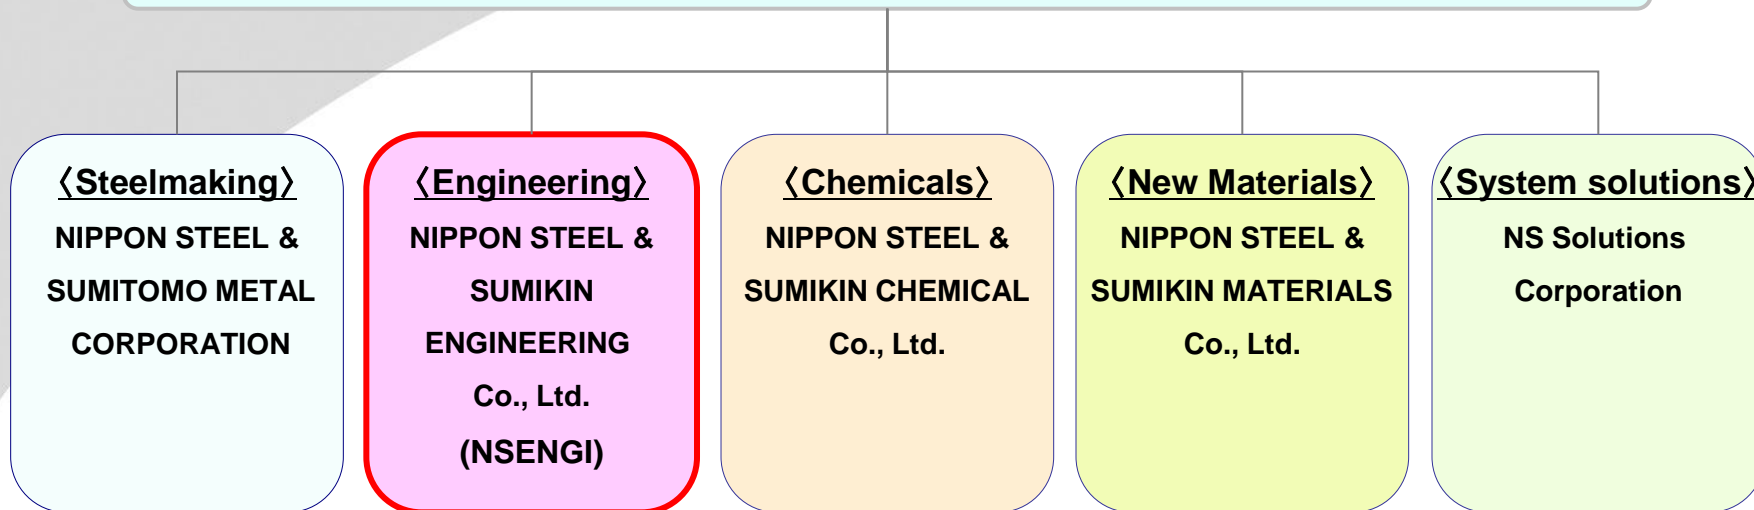 〈Steelmaking〉
NIPPON STEEL &
SUMITOMO METAL
CORPORATION
〈Engineering〉
NIPPON STEEL &
SUMIKIN
ENGINEERING
Co., Ltd.
(NSENGI)
〈Chemicals〉
NIPPON STEEL &
SUMIKIN CHEMICAL
Co., Ltd.
〈New Materials〉
NIPPON STEEL &
SUMIKIN MATERIALS
Co., Ltd.
〈System solutions〉
NS Solutions
Corporation